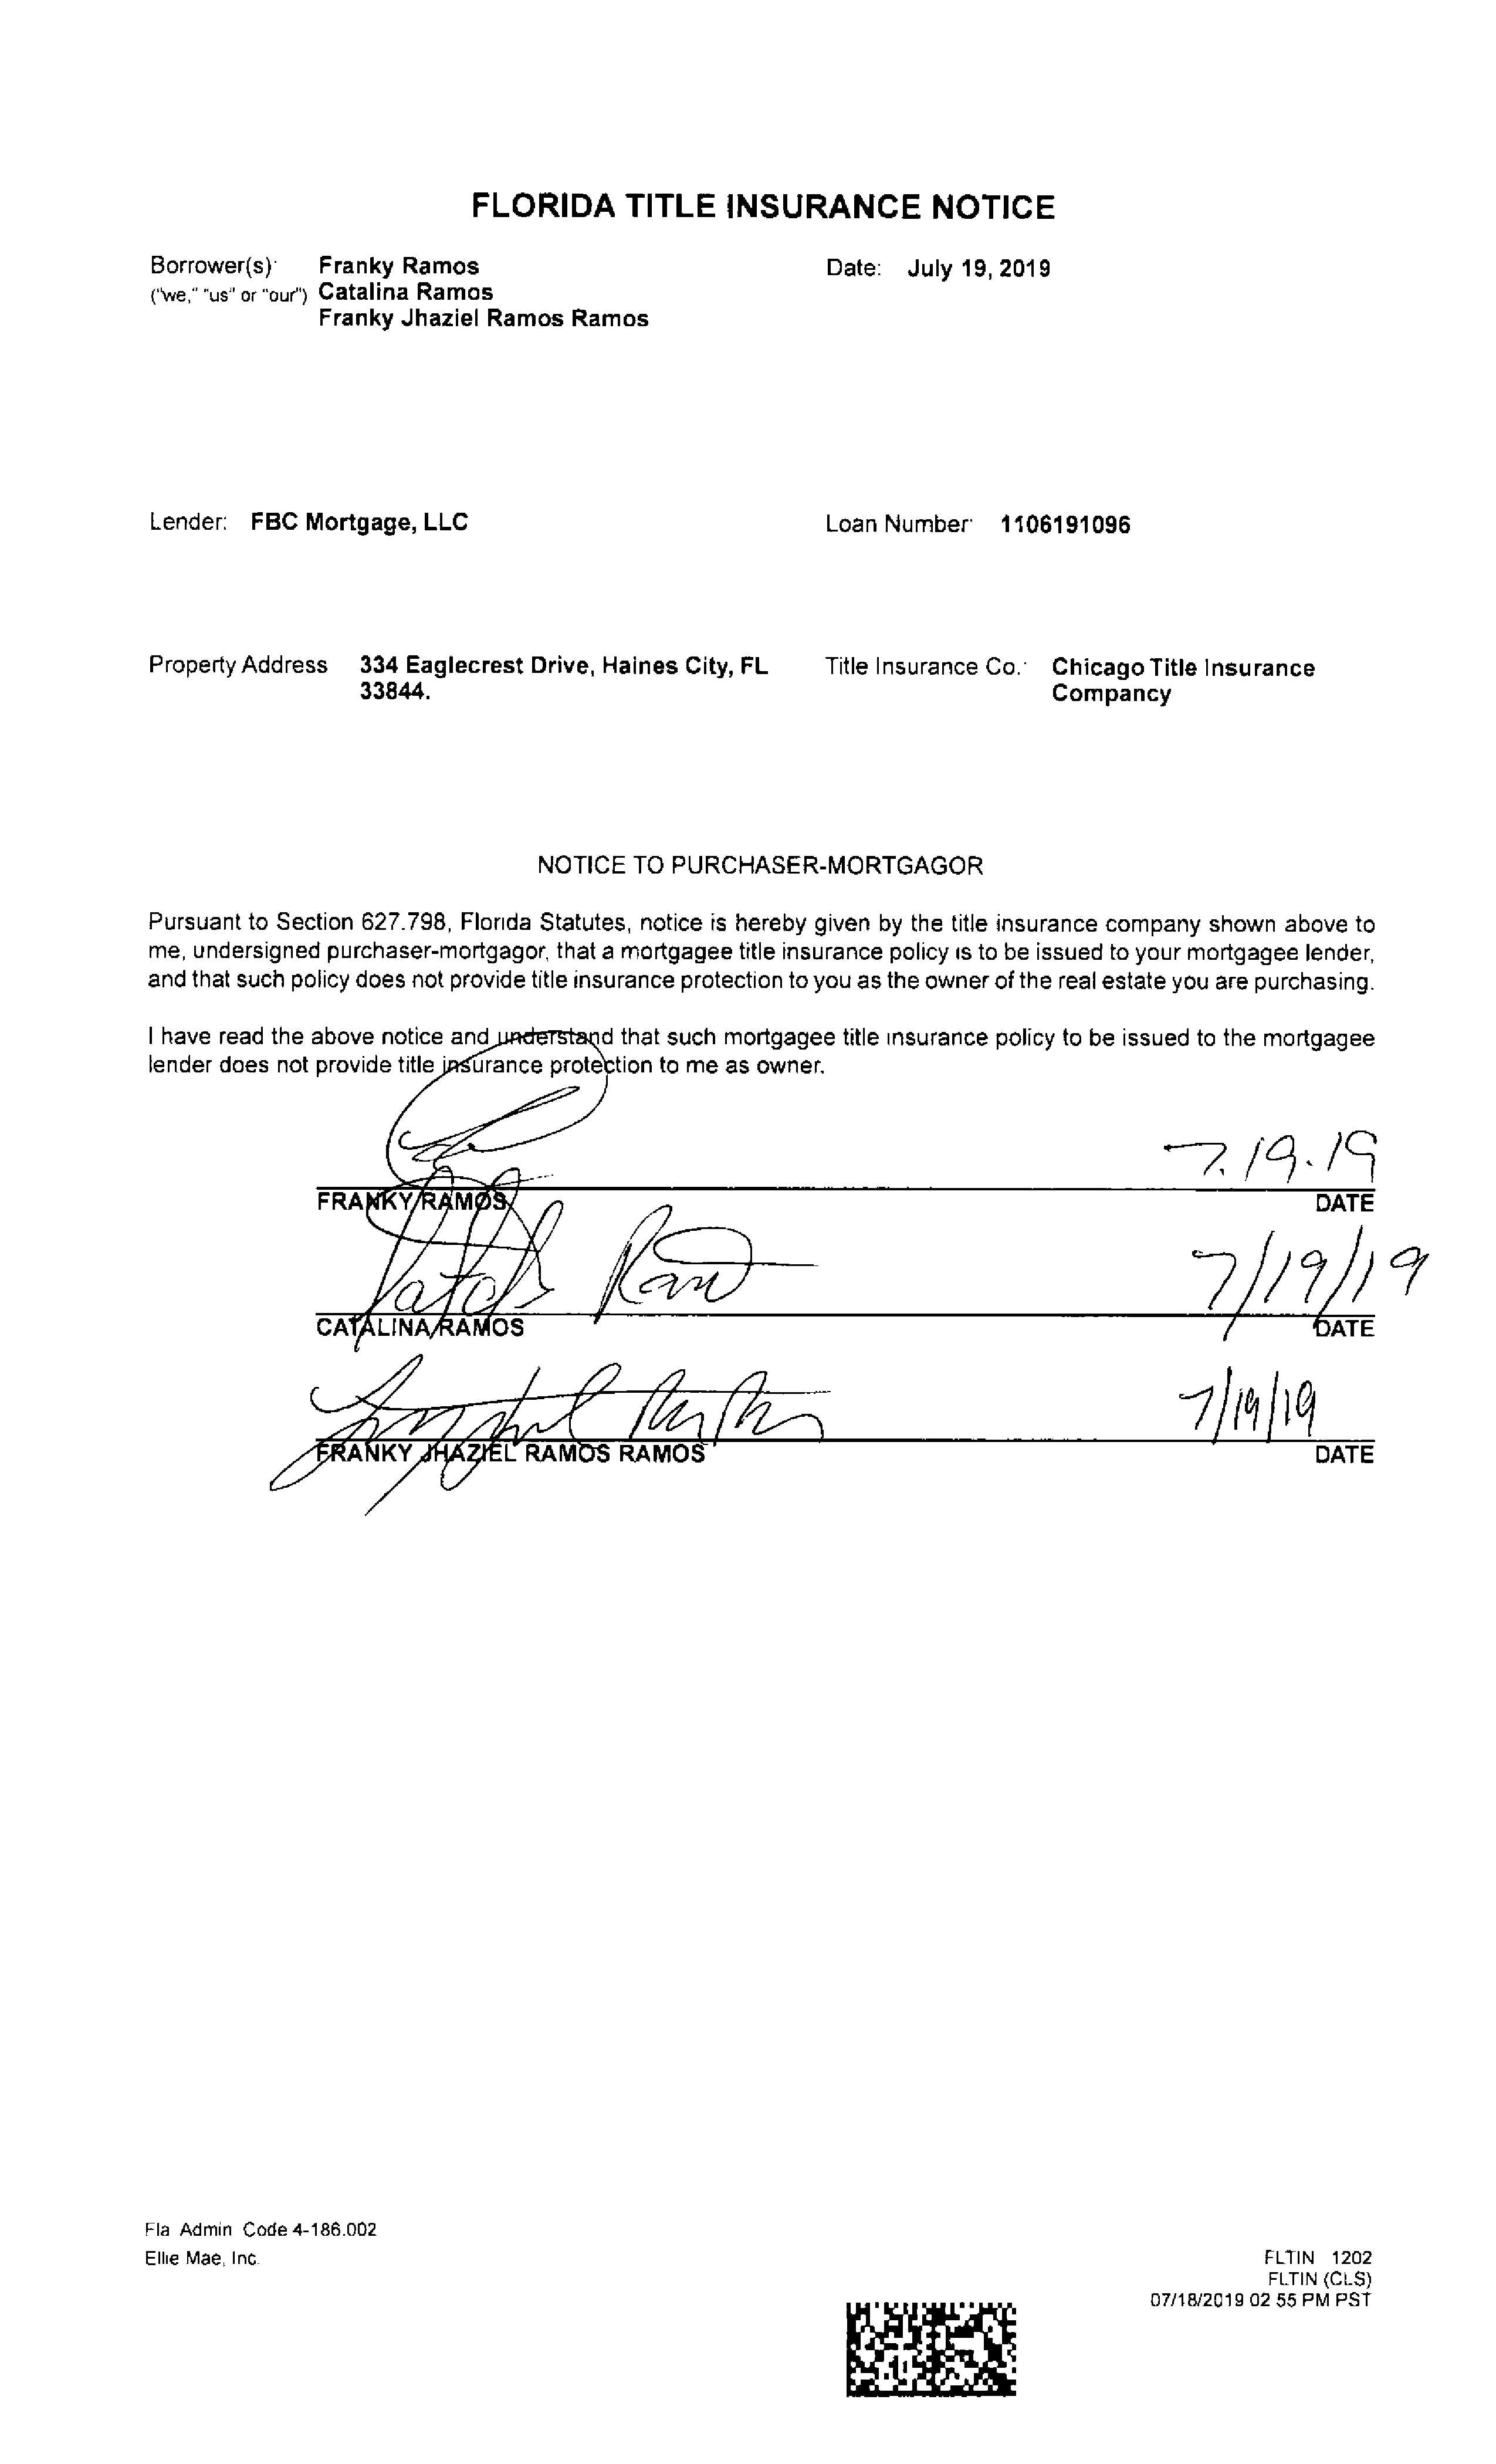 FLORIDA TITLE INSURANCE NOTICE
Borrower(s): Franky Ramos Date: July 19, 2019
("we," "us" or "our") Catalina Ramos
Franky Jhaziel Ramos Ramos
Lender: FBC Mortgage, LLC Loan Number 1106191096
Property Address 334 Eaglecrest Drive, Haines City, FL Title Insurance Co.: Chicago Title Insurance
33844. Compancy
NOTICE TO PURCHASER-MORTGAGOR
Pursuant to Section 627.798, Florida Statutes, notice is hereby given by the title insurance company shown above to
me, undersigned purchaser-mortgagor, that a mortgagee title insurance policy is to be issued to your mortgagee lender,
and that such policy does not provide title insurance protection to you as the owner of the real estate you are purchasing.
I have read the above notice and understand that such mortgagee title insurance policy to be issued to the mortgagee
lender does not provide title insurance protection to me as owner.
7.19.19
FRANKY RAMOS DATE
7/19/19
CATALINA RAMOS DATE
7/19/19
FRANKY JHAZIEL RAMOS RAMOS DATE
Fla Admin Code 4-186.002
Ellie Mae, Inc. FLTIN 1202
FLTIN (CLS)
07/18/2019 02 55 PM PST